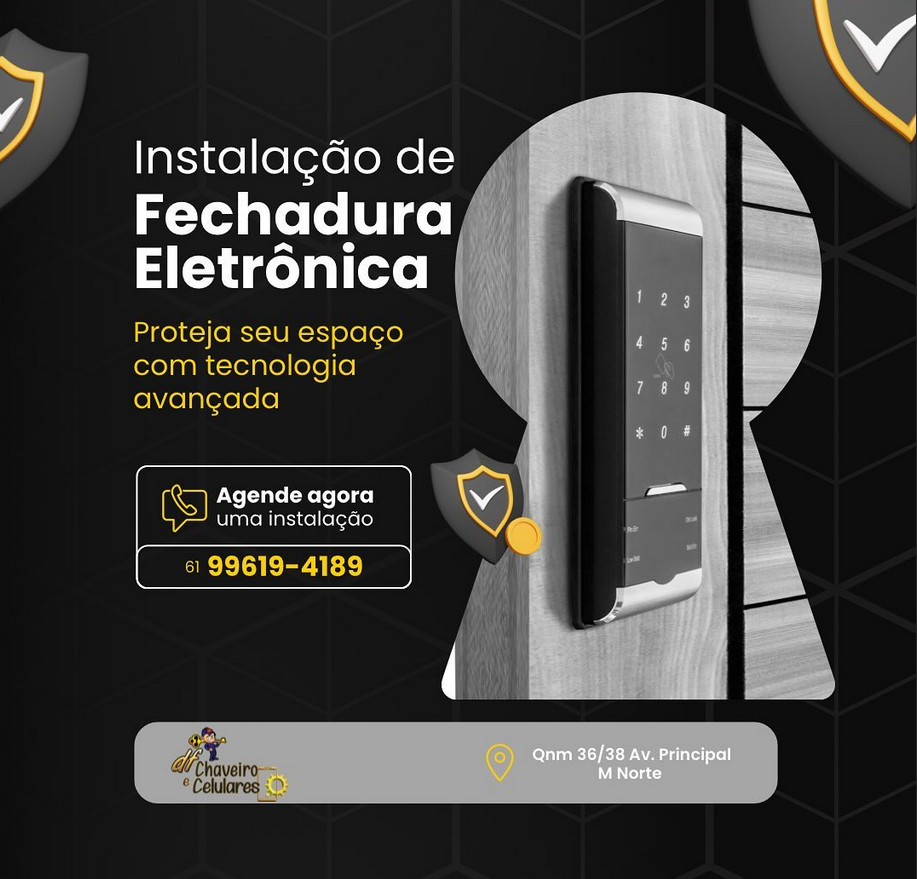 Instalação de
Fechadura
Eletrônica
Proteja seu espaço
com tecnologia
avançada
Agende agora
uma instalação
61 99619-4189
1 2 3
4 5 6
7 8 9
* 0 #
df
Chaveiro
e Celulares
Qnm 36/38 Av. Principal
M Norte